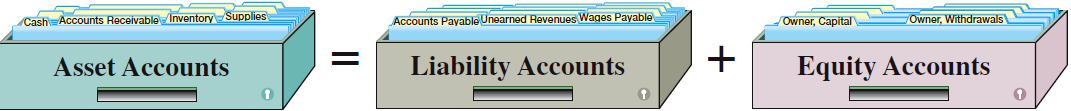 Cash Accounts Receivable Inventory Supplies
Asset Accounts
=
Accounts Payable Unearned Revenues Wages Payable
Liability Accounts
+
Owner, Capital Owner, Withdrawals
Equity Accounts